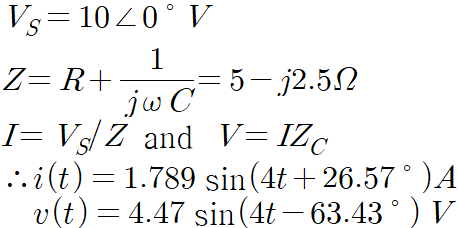 V_S = 10∠0° V
Z = R + 1/(jωC) = 5 − j2.5Ω
I = V_S/Z and V = IZ_C
∴ i(t) = 1.789 sin(4t + 26.57°)A
v(t) = 4.47 sin(4t − 63.43°) V